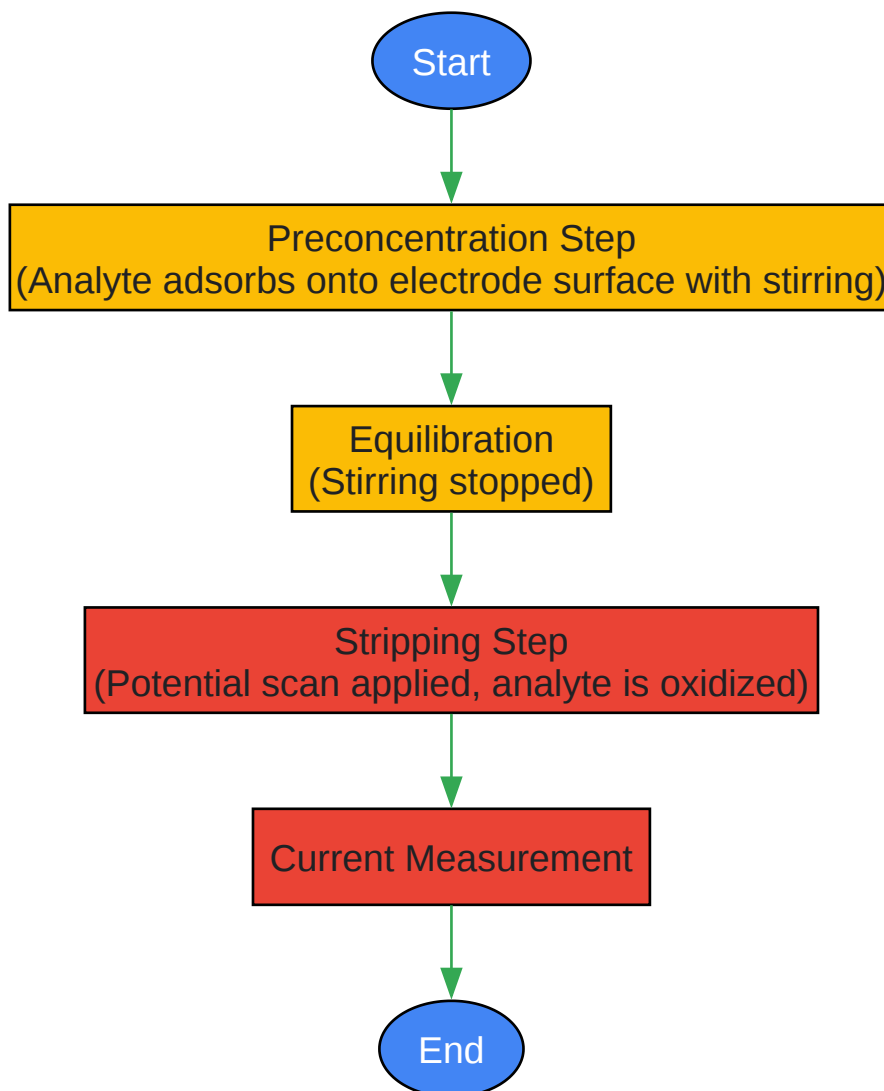 Start
Preconcentration Step
(Analyte adsorbs onto electrode surface with stirring)
Equilibration
(Stirring stopped)
Stripping Step
(Potential scan applied, analyte is oxidized)
Current Measurement
End